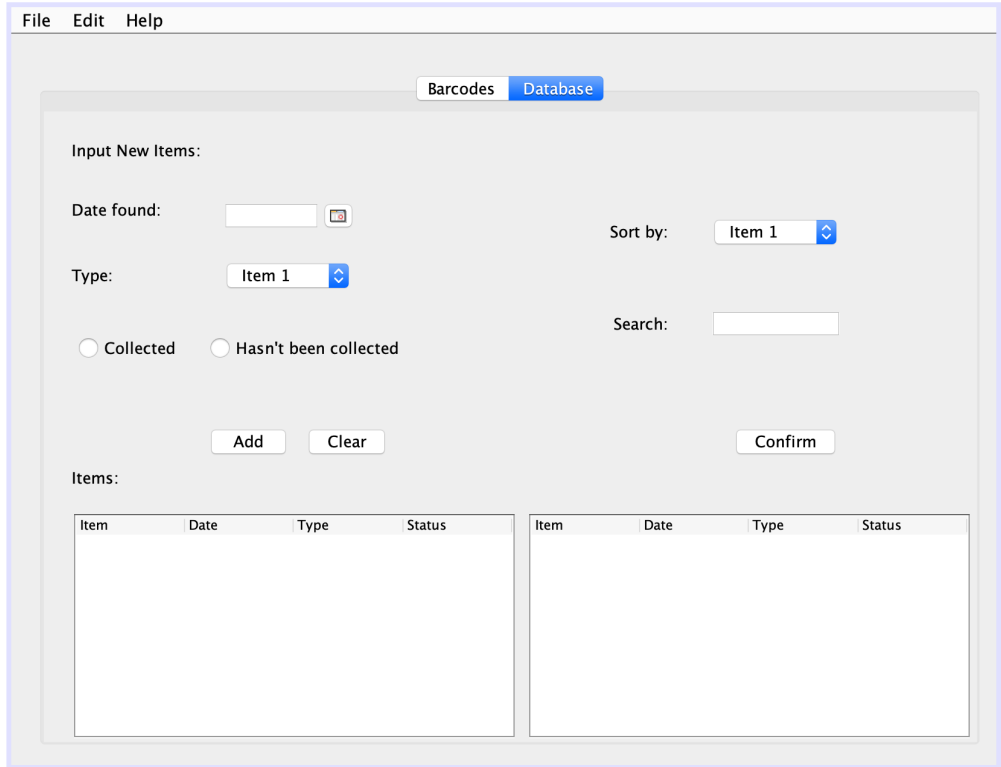 File Edit Help
Barcodes Database
Input New Items:
Date found:
Sort by: Item 1
Type: Item 1
Search:
Collected Hasn't been collected
Add Clear Confirm
Items:
Item Date Type Status Item Date Type Status